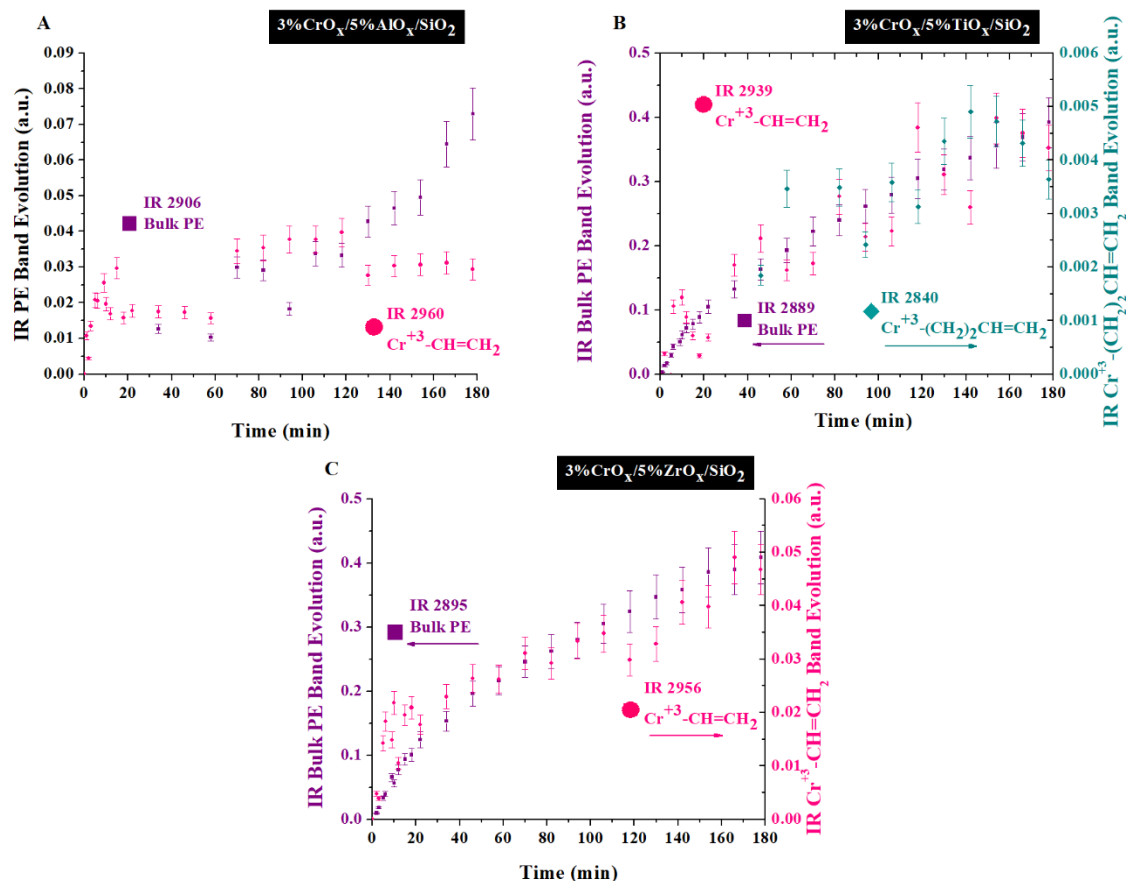 A
3%CrOₓ/5%AlOₓ/SiO₂
IR PE Band Evolution (a.u.)
0.09
0.08
0.07
0.06
0.05
0.04
0.03
0.02
0.01
0.00
IR 2906
Bulk PE
IR 2960
Cr⁺³-CH=CH₂
0 20 40 60 80 100 120 140 160 180
Time (min)
B
3%CrOₓ/5%TiOₓ/SiO₂
IR Bulk PE Band Evolution (a.u.)
0.5
0.4
0.3
0.2
0.1
0.0
IR 2939
Cr⁺³-CH=CH₂
IR 2889
Bulk PE
IR 2840
Cr⁺³-(CH₂)₂CH=CH₂
0.006
0.005
0.004
0.003
0.002
0.001
0.000
IR Cr⁺³-(CH₂)₂CH=CH₂ Band Evolution (a.u.)
0 20 40 60 80 100 120 140 160 180
Time (min)
C
3%CrOₓ/5%ZrOₓ/SiO₂
IR Bulk PE Band Evolution (a.u.)
0.5
0.4
0.3
0.2
0.1
0.0
IR 2895
Bulk PE
IR 2956
Cr⁺³-CH=CH₂
0.06
0.05
0.04
0.03
0.02
0.01
0.00
IR Cr⁺³-CH=CH₂ Band Evolution (a.u.)
0 20 40 60 80 100 120 140 160 180
Time (min)